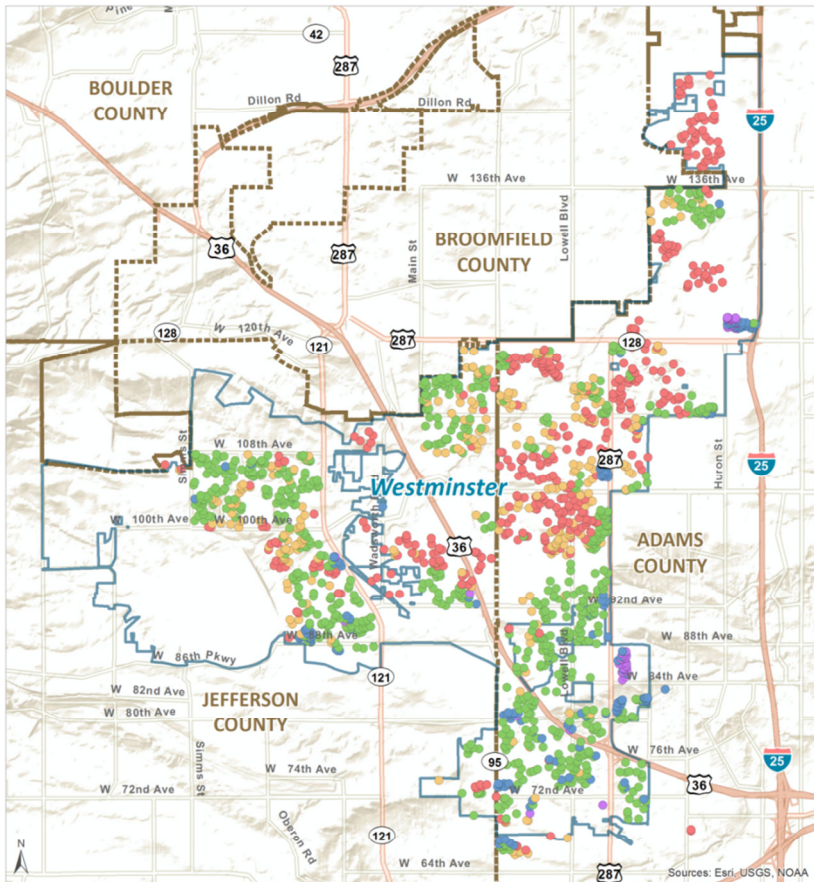 Pine
M
42
287
BOULDER
COUNTY
Dillon Rd
Dillon Rd
25
W 136th Ave
W 136th Ave
Lowell Blvd
36
287
Main St
BROOMFIELD
COUNTY
128
W 120th Ave
121
287
128
Simms St
W 108th Ave
287
Huron St
25
Westminster
W 100th Ave
W 100th Ave
Wadsworth
36
ADAMS
COUNTY
W 92nd Ave
W 88th Ave
W 88th Ave
W 86th Pkwy
Lowell Blvd
W 84th Ave
121
W 82nd Ave
JEFFERSON
COUNTY
W 80th Ave
Simms St
W 76th Ave
95
25
W 74th Ave
W 72nd Ave
W 72nd Ave
36
Oberon Rd
121
N
W 64th Ave
287
Sources: Esri, USGS, NOAA